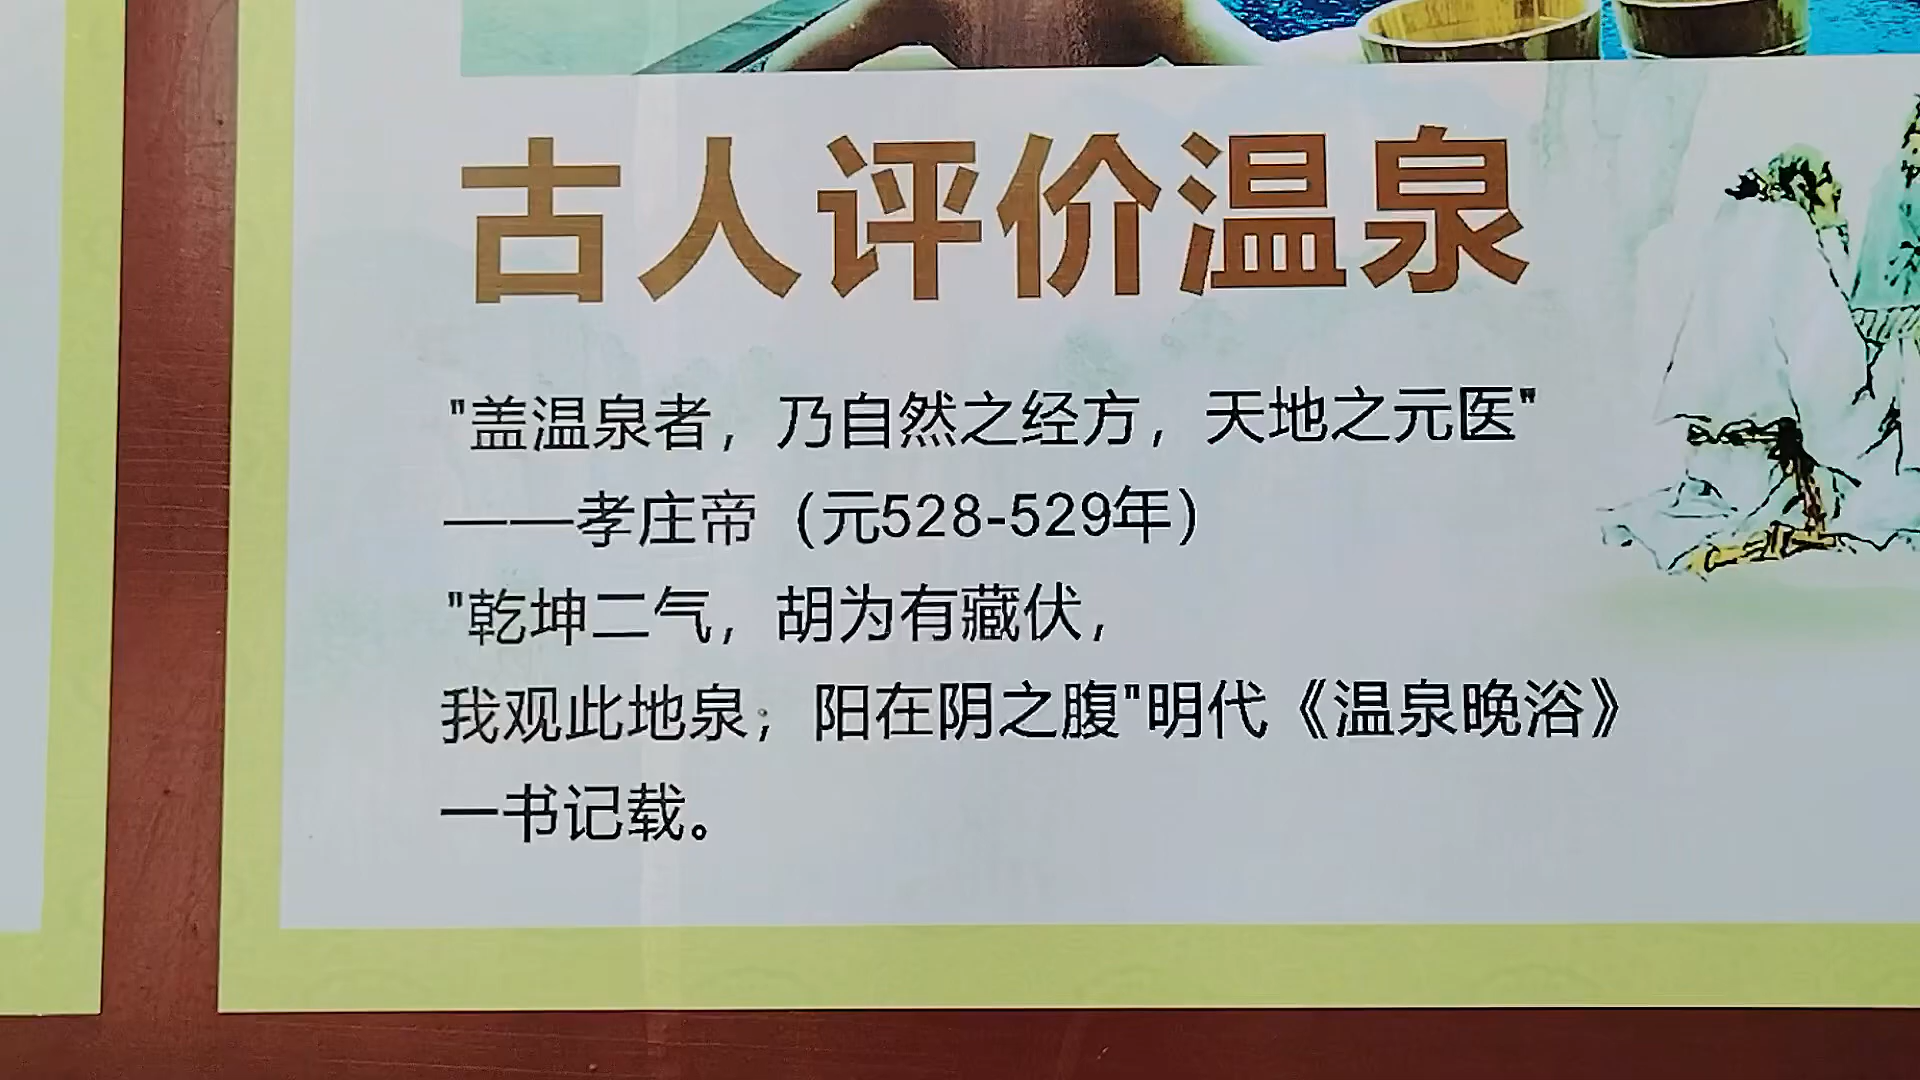 古人评价温泉
"盖温泉者，乃自然之经方，天地之元医"
——孝庄帝（元528-529年）
"乾坤二气，胡为有藏伏，
我观此地泉；阳在阴之腹"明代《温泉晚浴》
一书记载。